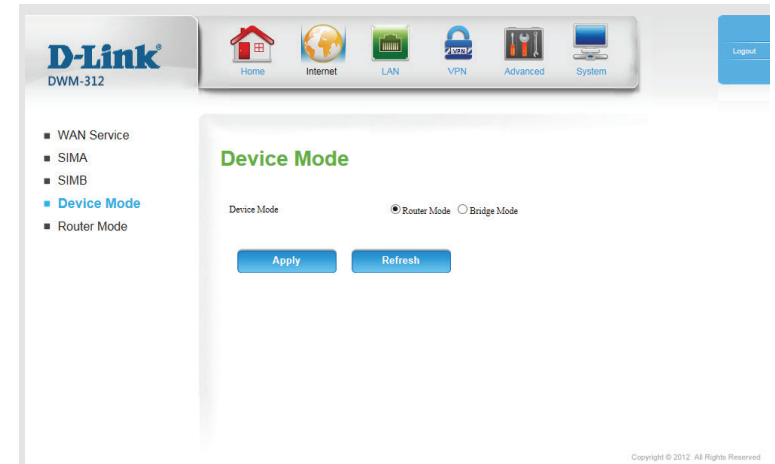 D-Link®
DWM-312
Home Internet LAN VPN Advanced System
Logout
WAN Service
SIMA
SIMB
Device Mode
Router Mode
Device Mode
Device Mode Router Mode Bridge Mode
Apply Refresh
Copyright © 2012 All Rights Reserved